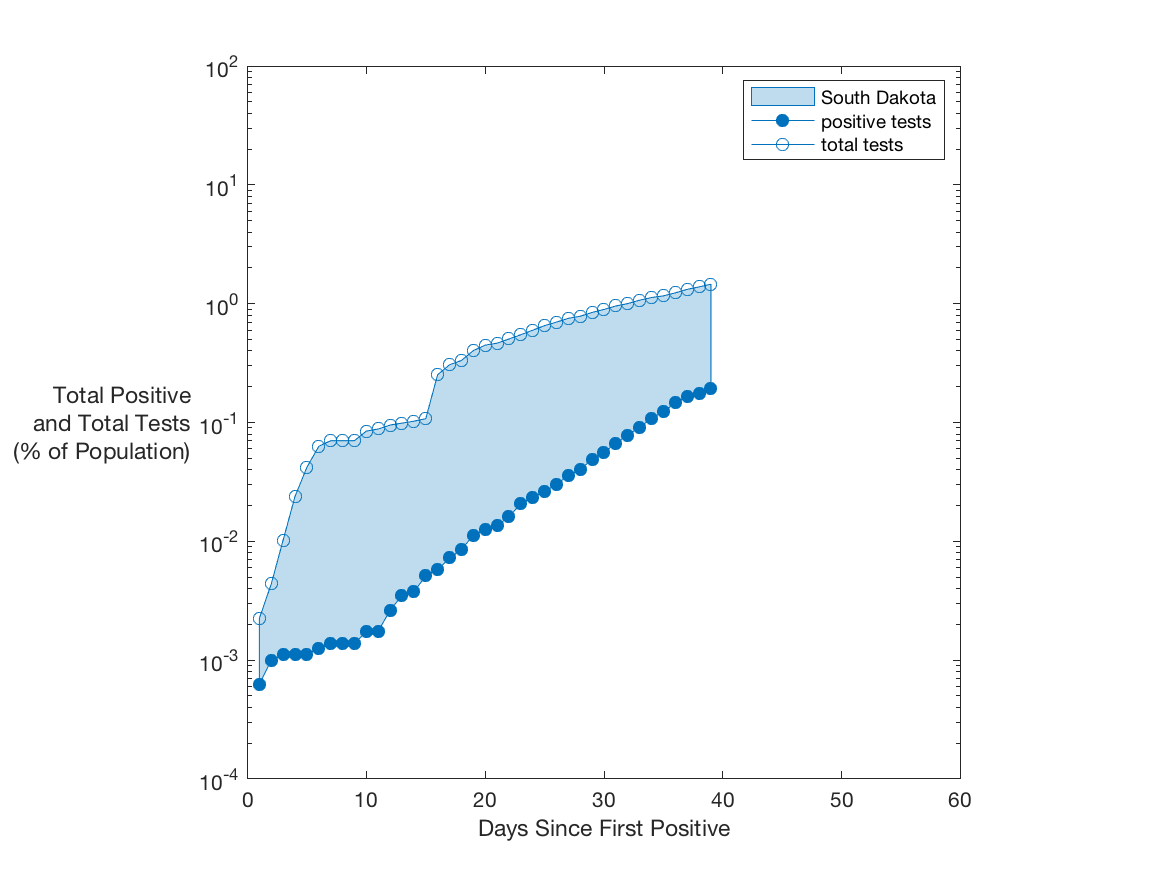 10^2
10^1
10^0
10^-1
10^-2
10^-3
10^-4
Total Positive
and Total Tests
(% of Population)
South Dakota
positive tests
total tests
0 10 20 30 40 50 60
Days Since First Positive